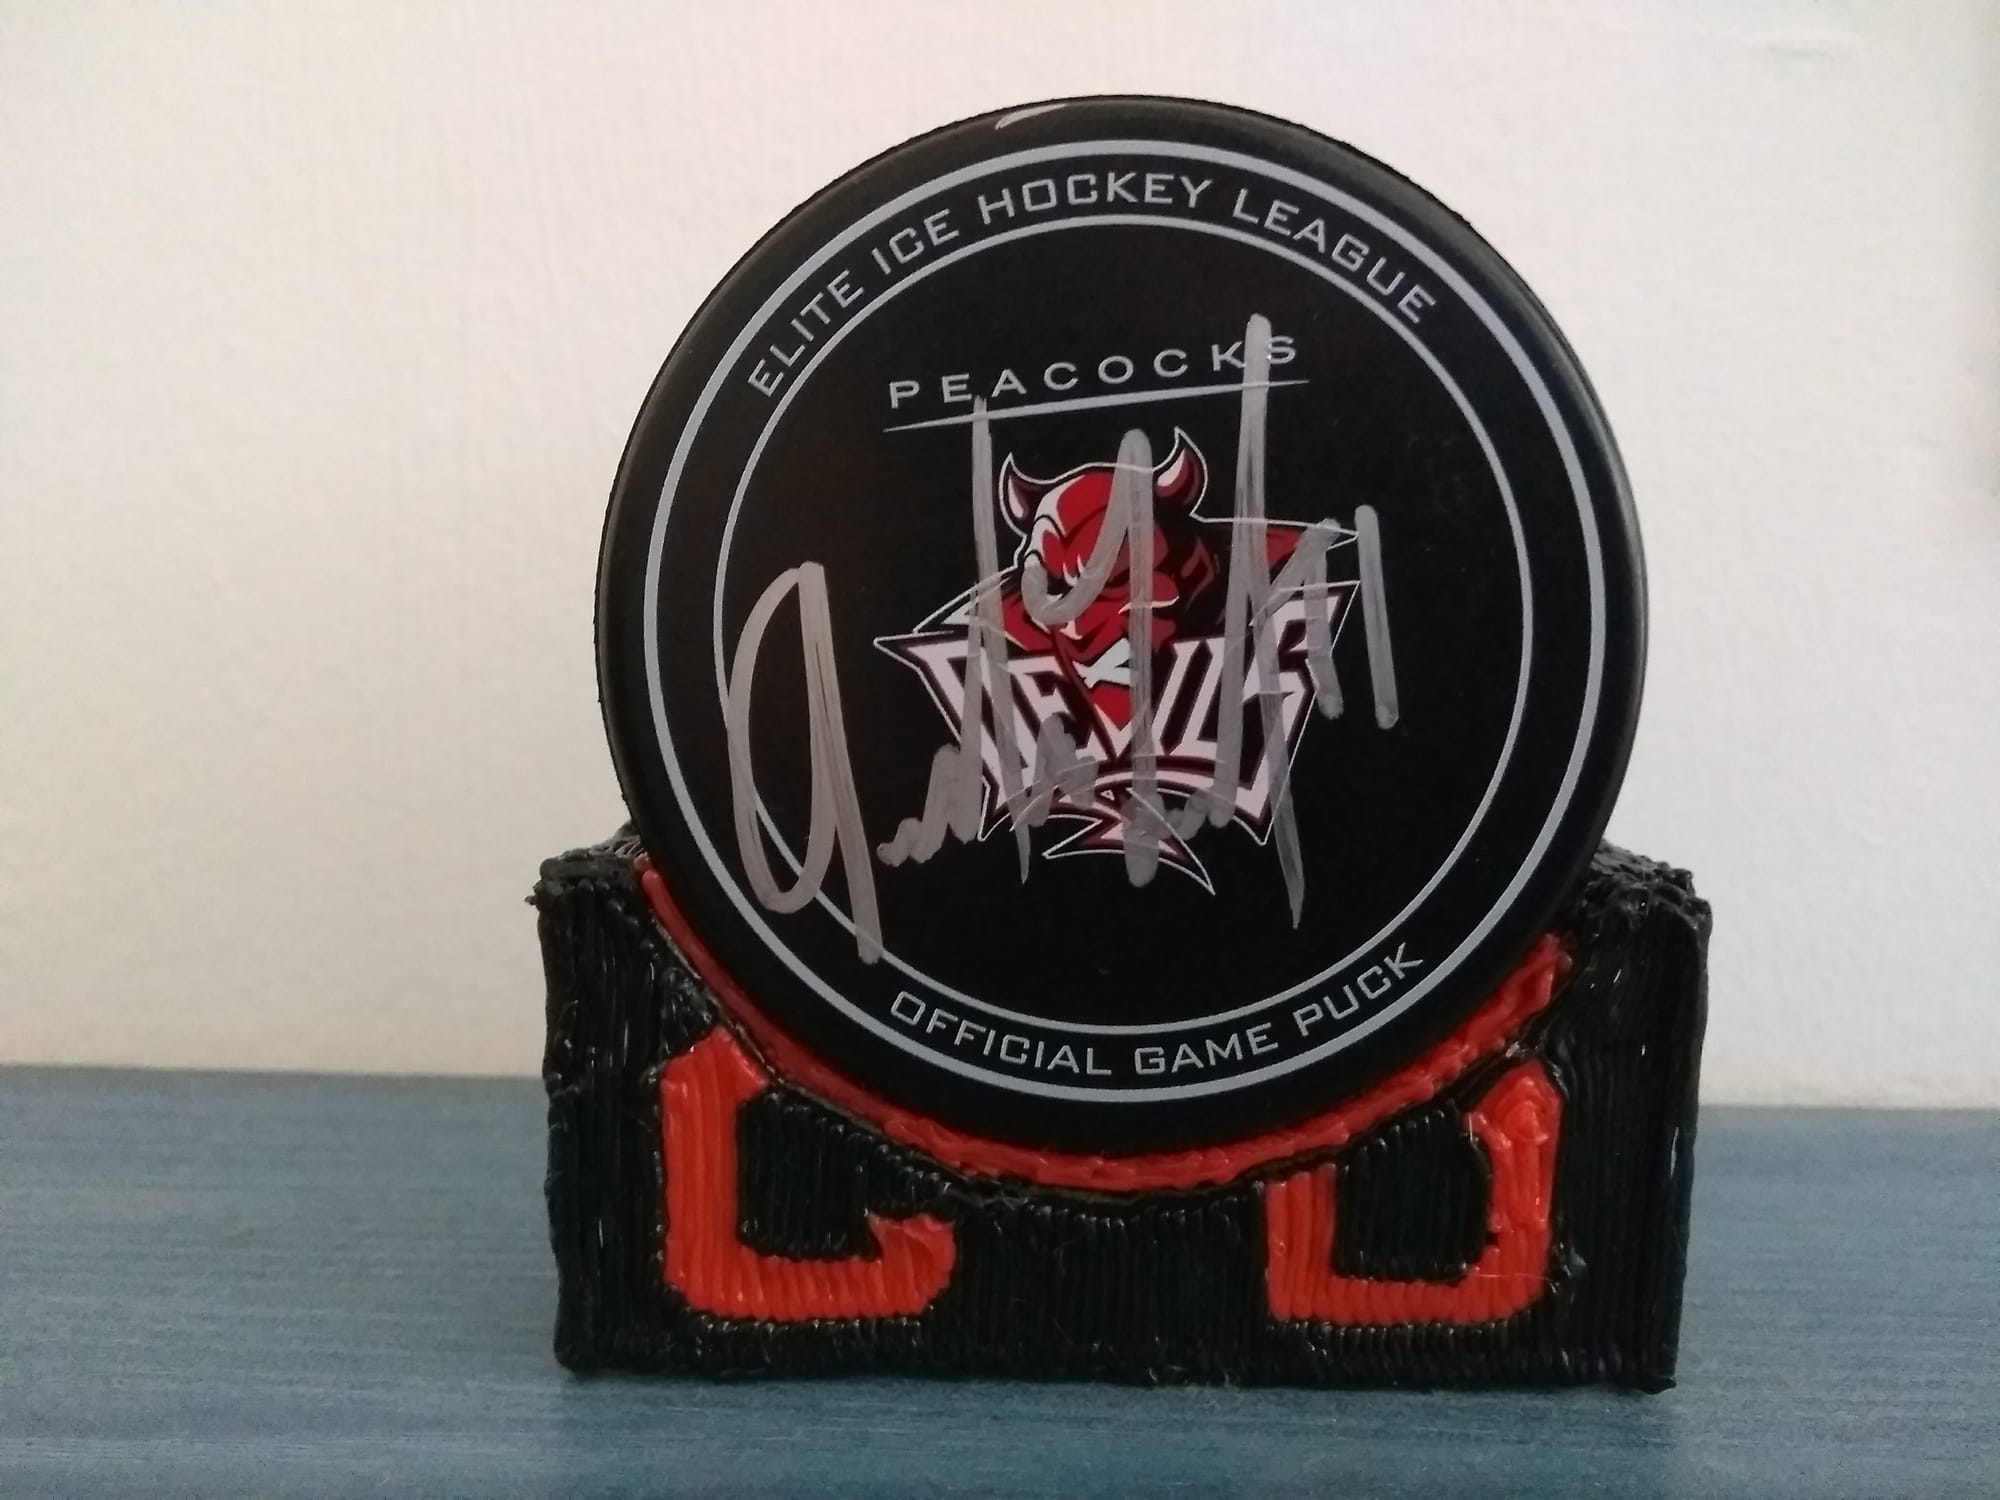 ELITE ICE HOCKEY LEAGUE
PEACOCKS
DEVILS
OFFICIAL GAME PUCK
C D